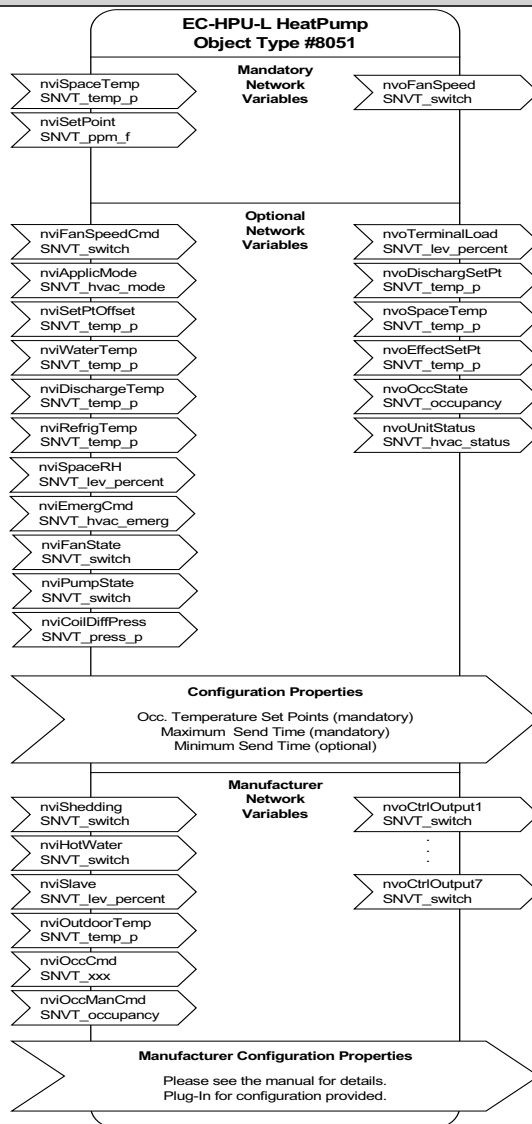 EC-HPU-L HeatPump
Object Type #8051
Mandatory
Network
Variables
nviSpaceTemp
SNVT_temp_p
nviSetPoint
SNVT_ppm_f
nvoFanSpeed
SNVT_switch
Optional
Network
Variables
nviFanSpeedCmd
SNVT_switch
nviApplicMode
SNVT_hvac_mode
nviSetPtOffset
SNVT_temp_p
nviWaterTemp
SNVT_temp_p
nviDischargeTemp
SNVT_temp_p
nviRefrigTemp
SNVT_temp_p
nviSpaceRH
SNVT_lev_percent
nviEmergCmd
SNVT_hvac_emerg
nviFanState
SNVT_switch
nviPumpState
SNVT_switch
nviCoilDiffPress
SNVT_press_p
nvoTerminalLoad
SNVT_lev_percent
nvoDischargSetPt
SNVT_temp_p
nvoSpaceTemp
SNVT_temp_p
nvoEffectSetPt
SNVT_temp_p
nvoOccState
SNVT_occupancy
nvoUnitStatus
SNVT_hvac_status
Configuration Properties
Occ. Temperature Set Points (mandatory)
Maximum Send Time (mandatory)
Minimum Send Time (optional)
Manufacturer
Network
Variables
nviShedding
SNVT_switch
nviHotWater
SNVT_switch
nviSlave
SNVT_lev_percent
nviOutdoorTemp
SNVT_temp_p
nviOccCmd
SNVT_xxx
nviOccManCmd
SNVT_occupancy
nvoCtrlOutput1
SNVT_switch
.
.
.
nvoCtrlOutput7
SNVT_switch
Manufacturer Configuration Properties
Please see the manual for details.
Plug-In for configuration provided.